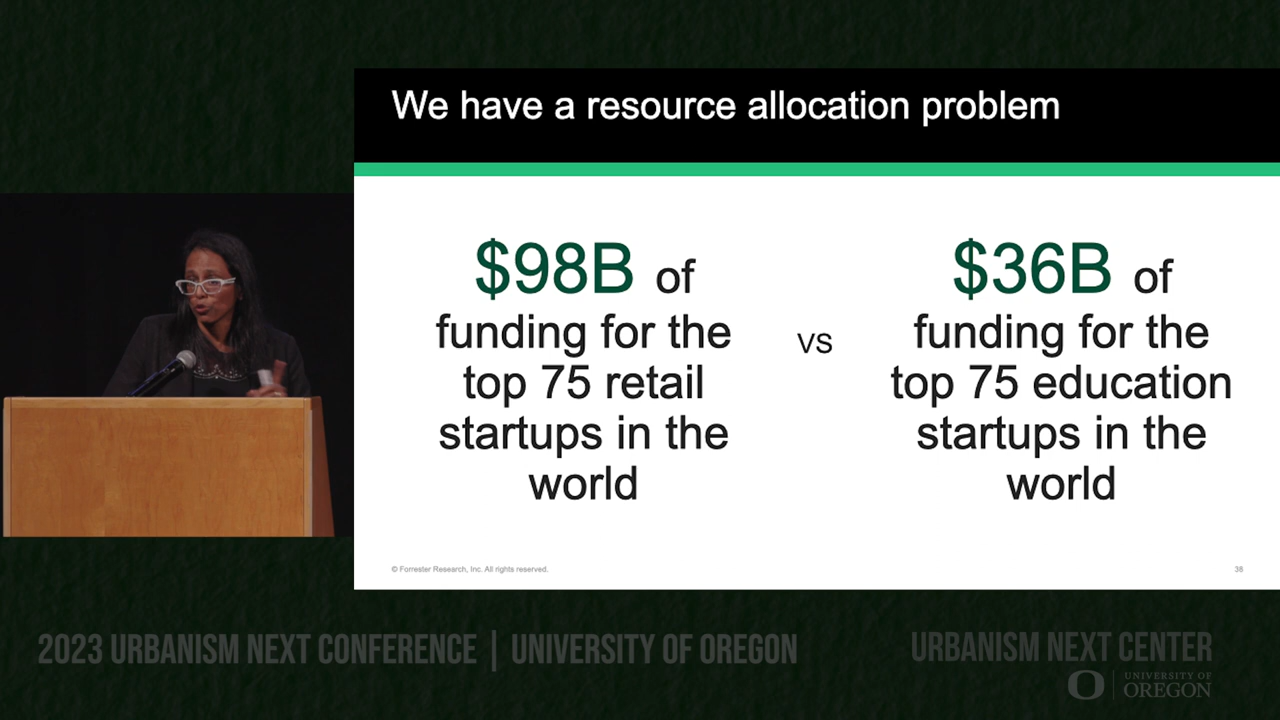 We have a resource allocation problem
$98B of
funding for the
top 75 retail
startups in the
world
vs
$36B of
funding for the
top 75 education
startups in the
world
© Forrester Research, Inc. All rights reserved.
38
2023 URBANISM NEXT CONFERENCE | UNIVERSITY OF OREGON
URBANISM NEXT CENTER
O | UNIVERSITY OF
OREGON